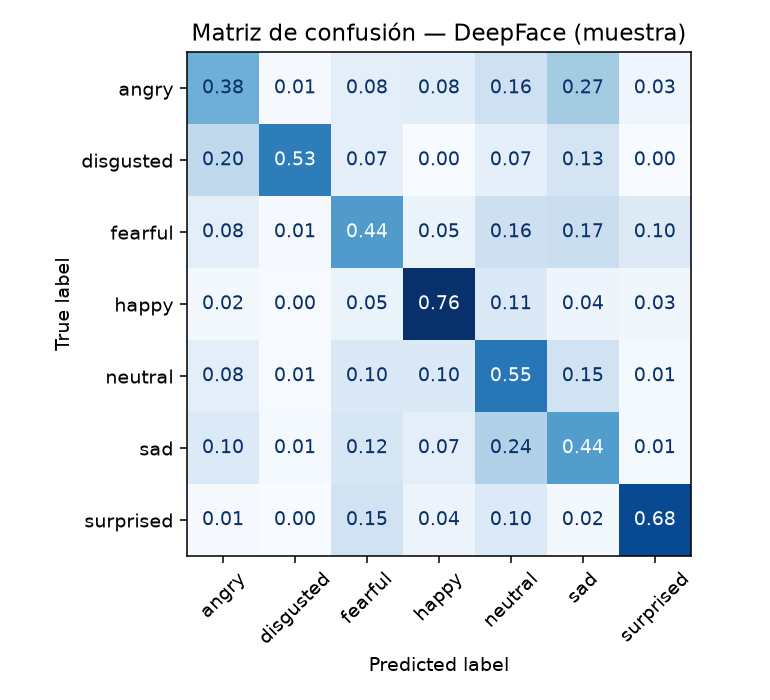 Matriz de confusión — DeepFace (muestra)
True label
angry 0.38 0.01 0.08 0.08 0.16 0.27 0.03
disgusted 0.20 0.53 0.07 0.00 0.07 0.13 0.00
fearful 0.08 0.01 0.44 0.05 0.16 0.17 0.10
happy 0.02 0.00 0.05 0.76 0.11 0.04 0.03
neutral 0.08 0.01 0.10 0.10 0.55 0.15 0.01
sad 0.10 0.01 0.12 0.07 0.24 0.44 0.01
surprised 0.01 0.00 0.15 0.04 0.10 0.02 0.68
angry disgusted fearful happy neutral sad surprised
Predicted label